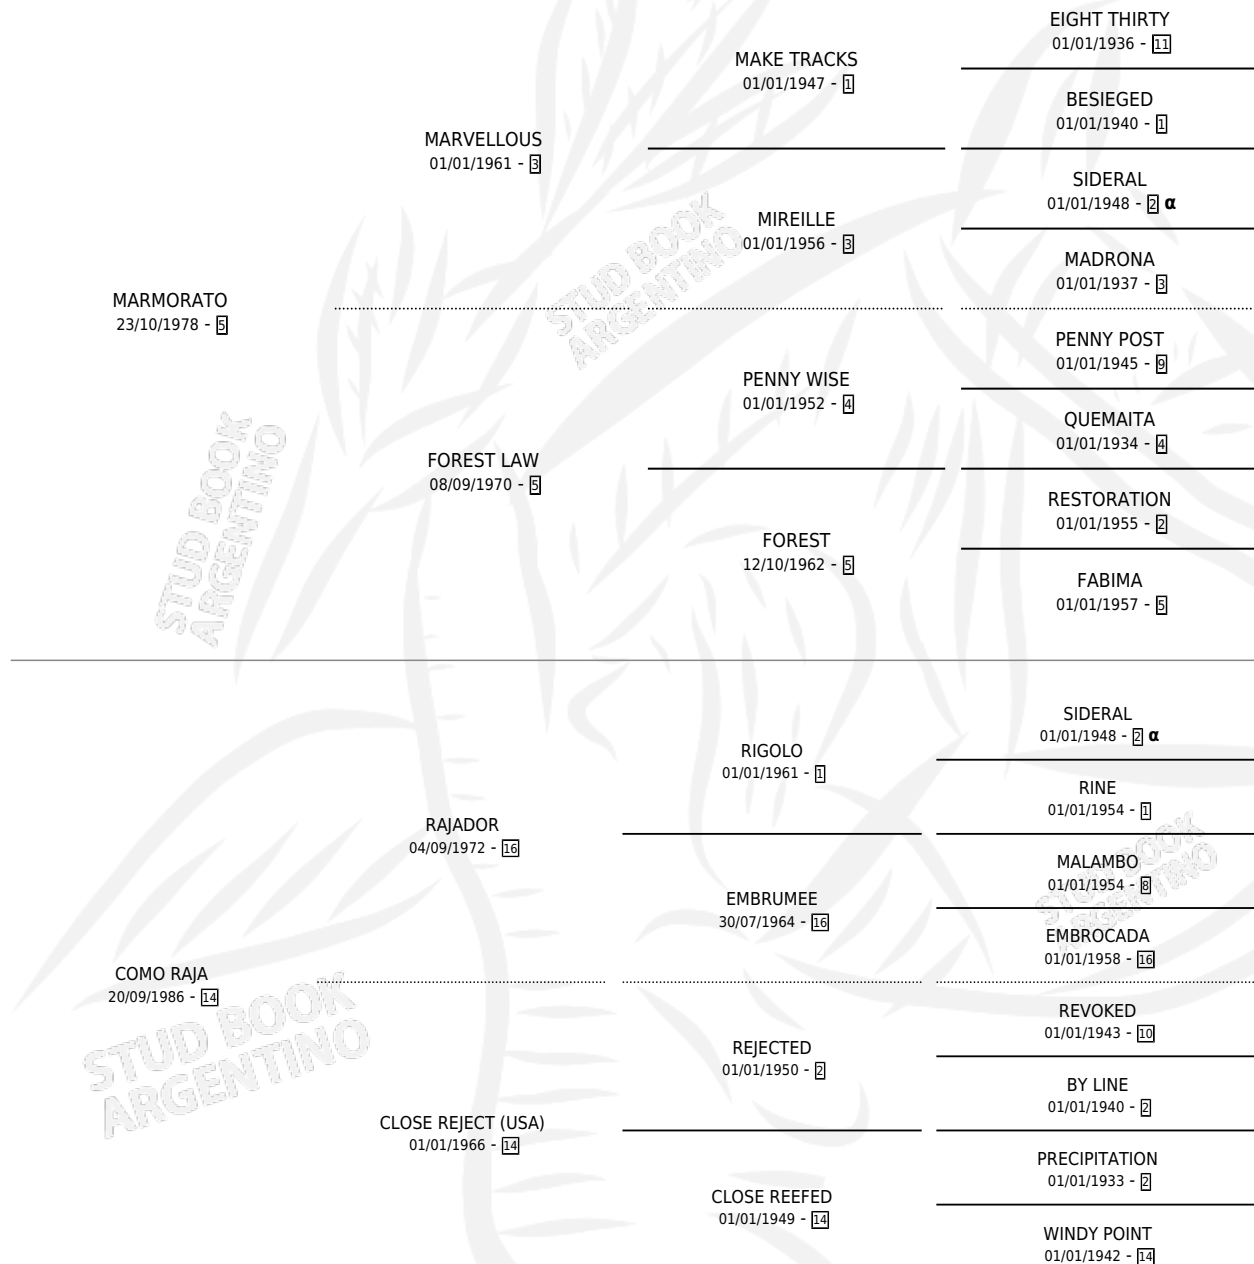 EIGHT THIRTY
01/01/1936 - 11
MAKE TRACKS
01/01/1947 - 1
BESIEGED
01/01/1940 - 1
MARVELLOUS
01/01/1961 - 3
SIDERAL
01/01/1948 - 2 α
MIREILLE
01/01/1956 - 3
MADRONA
01/01/1937 - 3
MARMORATO
23/10/1978 - 5
PENNY POST
01/01/1945 - 9
PENNY WISE
01/01/1952 - 4
QUEMAITA
01/01/1934 - 4
FOREST LAW
08/09/1970 - 5
RESTORATION
01/01/1955 - 2
FOREST
12/10/1962 - 5
FABIMA
01/01/1957 - 5
SIDERAL
01/01/1948 - 2 α
RIGOLO
01/01/1961 - 1
RINE
01/01/1954 - 1
RAJADOR
04/09/1972 - 16
MALAMBO
01/01/1954 - 8
EMBRUMEE
30/07/1964 - 16
EMBROCADA
01/01/1958 - 16
COMO RAJA
20/09/1986 - 14
REVOKED
01/01/1943 - 10
REJECTED
01/01/1950 - 2
BY LINE
01/01/1940 - 2
CLOSE REJECT (USA)
01/01/1966 - 14
PRECIPITATION
01/01/1933 - 2
CLOSE REEFED
01/01/1949 - 14
WINDY POINT
01/01/1942 - 14
STUD BOOK
ARGENTINO
STUD BOOK
ARGENTINO
STUD BOOK
ARGENTINO
STUD BOOK
ARGENTINO